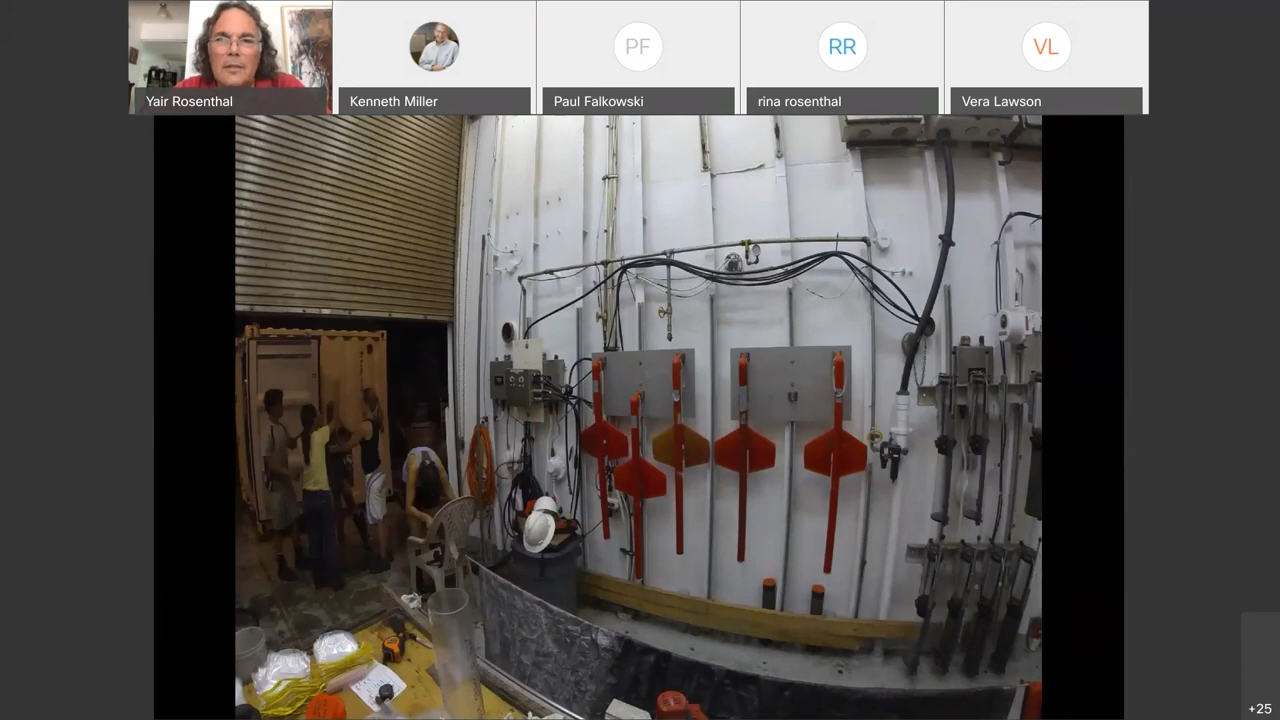 PF
RR
VL
Yair Rosenthal
Kenneth Miller
Paul Falkowski
rina rosenthal
Vera Lawson
+25